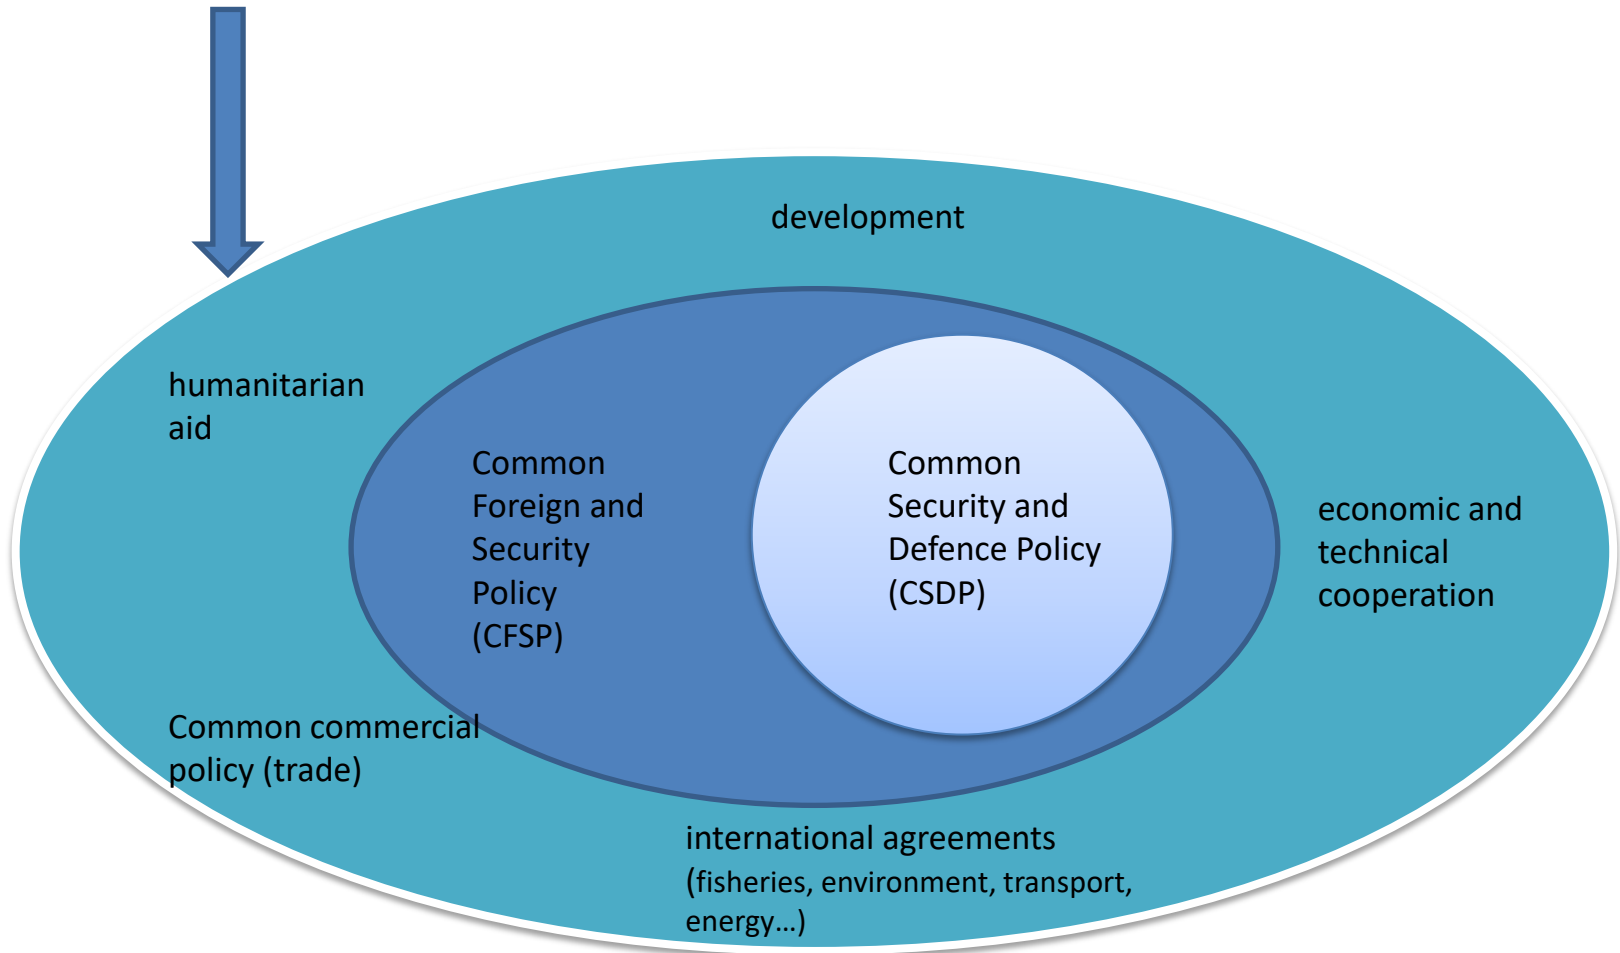 development
humanitarian
aid
Common
Foreign and
Security
Policy
(CFSP)
Common
Security and
Defence Policy
(CSDP)
economic and
technical
cooperation
Common commercial
policy (trade)
international agreements
(fisheries, environment, transport,
energy...)